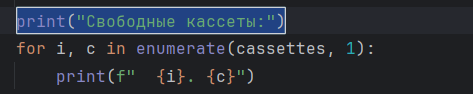 print("Свободные кассеты:")
for i, c in enumerate(cassettes, 1):
    print(f"  {i}. {c}")